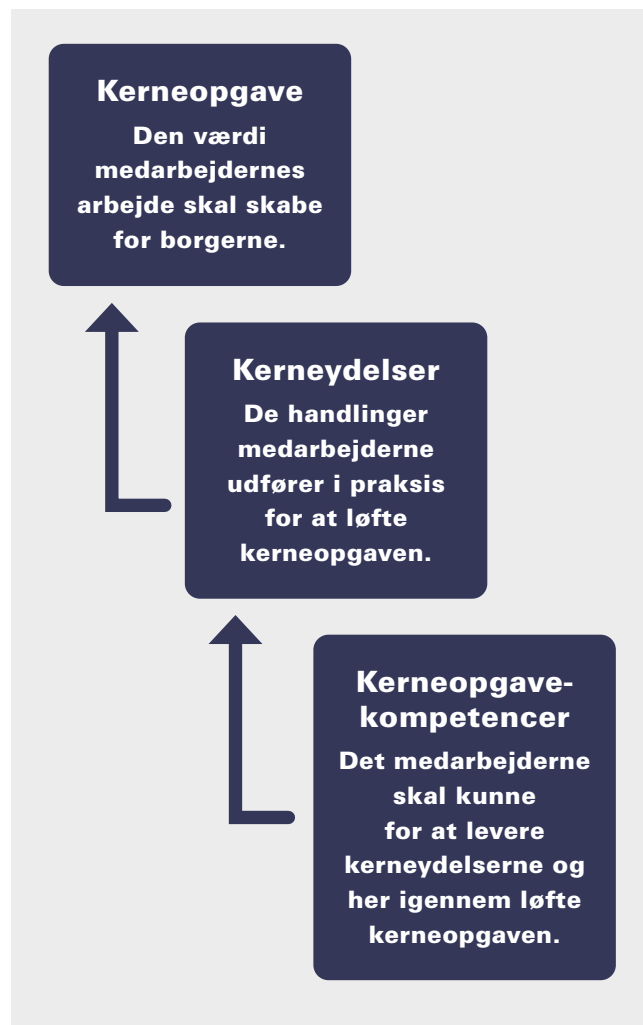 Kerneopgave
Den værdi
medarbejdernes
arbejde skal skabe
for borgerne.
Kerneydelser
De handlinger
medarbejderne
udfører i praksis
for at løfte
kerneopgaven.
Kerneopgave-
kompetencer
Det medarbejderne
skal kunne
for at levere
kerneydelserne og
her igennem løfte
kerneopgaven.